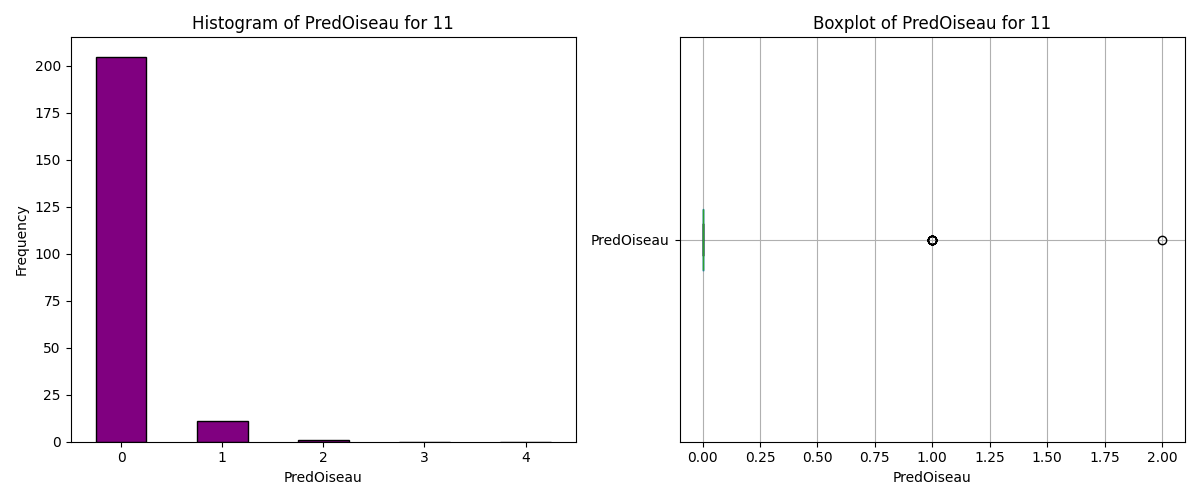 Histogram of PredOiseau for 11
Frequency
200
175
150
125
100
75
50
25
0
0 1 2 3 4
PredOiseau
Boxplot of PredOiseau for 11
PredOiseau
0.00 0.25 0.50 0.75 1.00 1.25 1.50 1.75 2.00
PredOiseau